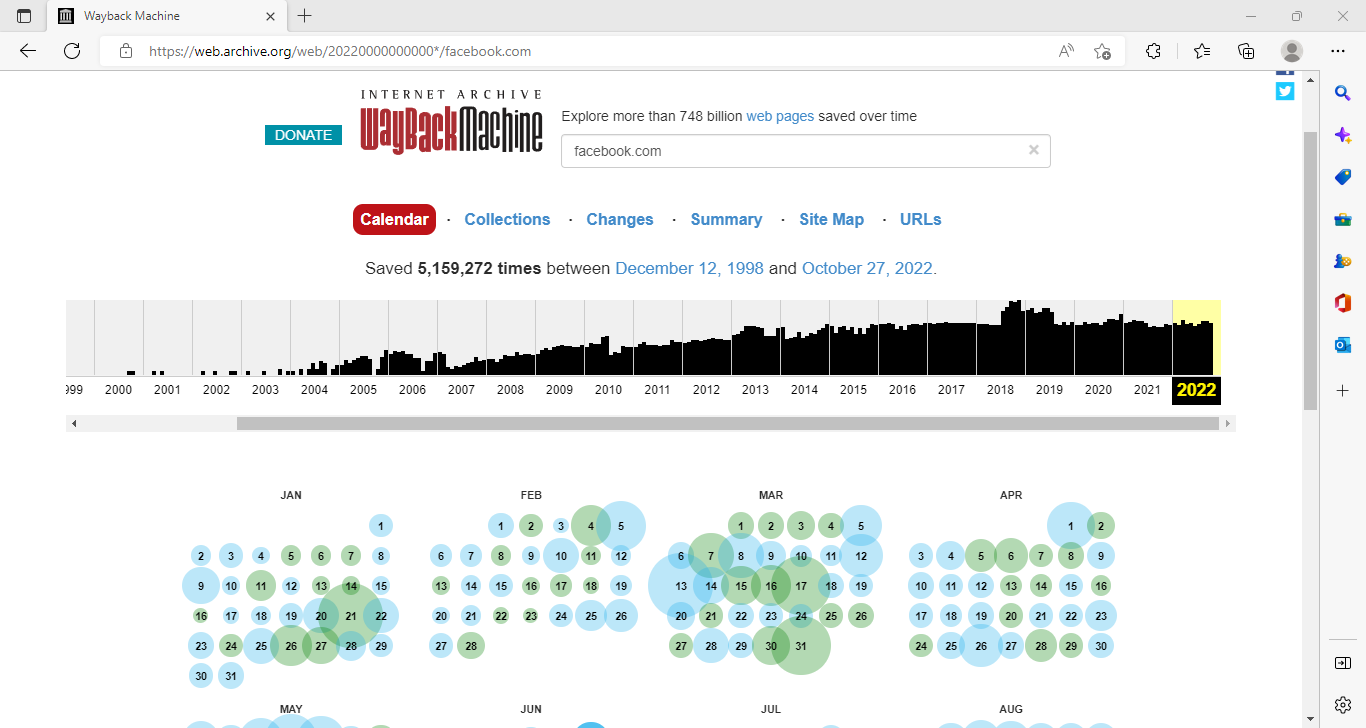 Wayback Machine
https://web.archive.org/web/20220000000000*/facebook.com
INTERNET ARCHIVE
WayBackMachine
DONATE
Explore more than 748 billion web pages saved over time
facebook.com
Calendar · Collections · Changes · Summary · Site Map · URLs
Saved 5,159,272 times between December 12, 1998 and October 27, 2022.
99 2000 2001 2002 2003 2004 2005 2006 2007 2008 2009 2010 2011 2012 2013 2014 2015 2016 2017 2018 2019 2020 2021 2022
JAN
1
2 3 4 5 6 7 8
9 10 11 12 13 14 15
16 17 18 19 20 21 22
23 24 25 26 27 28 29
30 31
FEB
1 2 3 4 5
6 7 8 9 10 11 12
13 14 15 16 17 18 19
20 21 22 23 24 25 26
27 28
MAR
1 2 3 4 5
6 7 8 9 10 11 12
13 14 15 16 17 18 19
20 21 22 23 24 25 26
27 28 29 30 31
APR
1 2
3 4 5 6 7 8 9
10 11 12 13 14 15 16
17 18 19 20 21 22 23
24 25 26 27 28 29 30
MAY
JUN
JUL
AUG